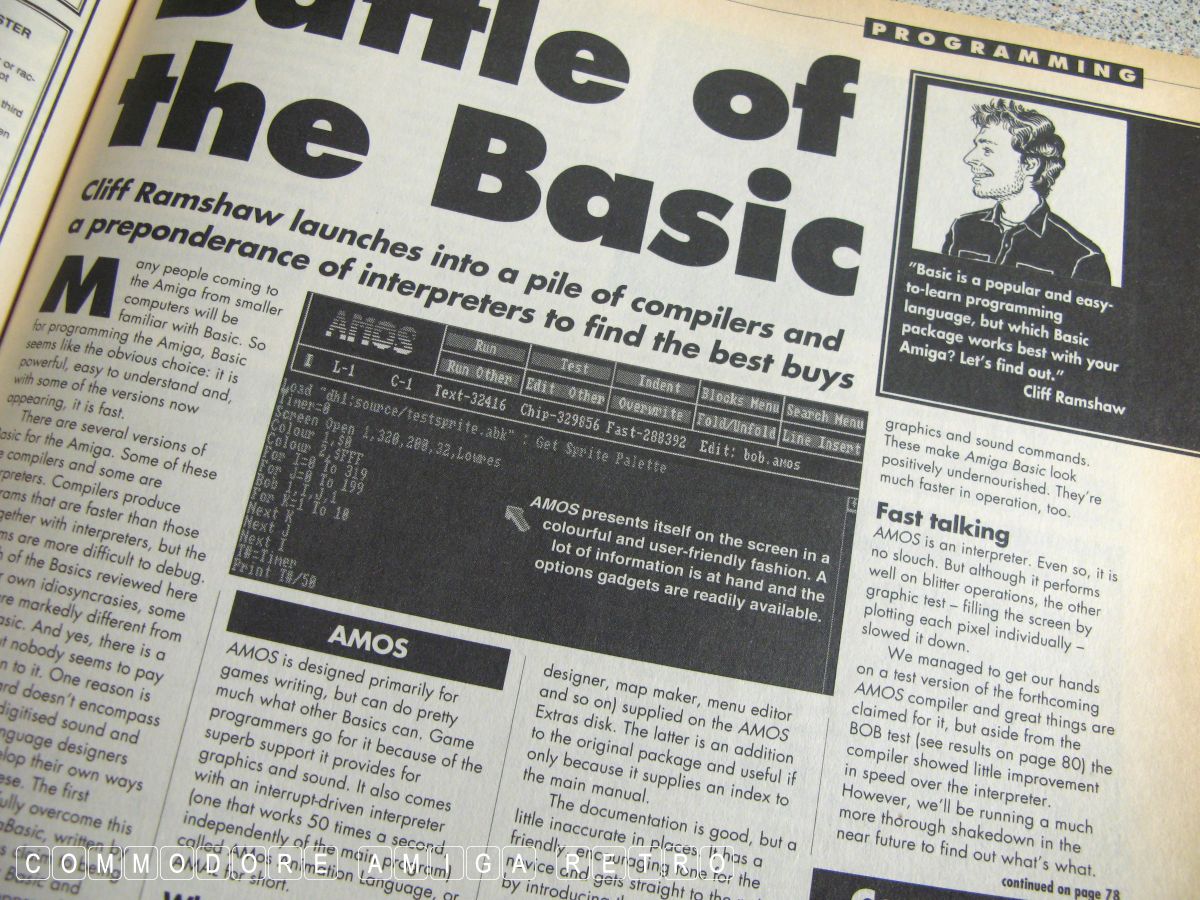 STER
or rac-
third
Battle of
the Basic
Cliff Ramshaw launches into a pile of compilers and
a preponderance of interpreters to find the best buys
PROGRAMMING
"Basic is a popular and easy-
to-learn programming
language, but which Basic
package works best with your
Amiga? Let's find out."
Cliff Ramshaw
Many people coming to
the Amiga from smaller
computers will be
familiar with Basic. So
for programming the Amiga, Basic
seems like the obvious choice: it is
powerful, easy to understand and,
with some of the versions now
appearing, it is fast.
There are several versions of
Basic for the Amiga. Some of these
compilers and some are
Compilers produce
that are faster than those
with interpreters, but the
are more difficult to debug.
of the Basics reviewed here
own idiosyncrasies, some
markedly different from
And yes, there is a
nobody seems to pay
to it. One reason is
doesn't encompass
digitised sound and
designers
their own ways
The first
overcome this
written by
being
Basic and
AMOS
Run
Test
Indent
Blocks Menu
Search Menu
Run Other
Edit Other
Overwrite
Fold/Unfold
Line Insert
I L-1 C-1 Text-32416 Chip-329856 Fast-288392 Edit: bob.amos
Load "dh1:source/testsprite.abk" : Get Sprite Palette
Timer=0
Screen Open 1,320,200,32,Lowres
Colour 1,$0
Colour 2,$FFF
For I=0 To 319
For J=0 To 199
Bob 1,I,J,1
For K=1 To 10
Next K
Next J
Next I
T#=Timer
Print T#/50
AMOS presents itself on the screen in a
colourful and user-friendly fashion. A
lot of information is at hand and the
options gadgets are readily available.
AMOS
AMOS is designed primarily for
games writing, but can do pretty
much what other Basics can. Game
programmers go for it because of the
superb support it provides for
graphics and sound. It also comes
with an interrupt-driven interpreter
(one that works 50 times a second,
independently of the main program)
called AMOS Animation Language, or
AMAL for short.
designer, map maker, menu editor
and so on) supplied on the AMOS
Extras disk. The latter is an addition
to the original package and useful if
only because it supplies an index to
the main manual.
The documentation is good, but a
little inaccurate in places. It has a
friendly, encouraging tone for the
novice and gets straight to the
by introducing
graphics and sound commands.
These make Amiga Basic look
positively undernourished. They're
much faster in operation, too.
Fast talking
AMOS is an interpreter. Even so, it is
no slouch. But although it performs
well on blitter operations, the other
graphic test – filling the screen by
plotting each pixel individually –
slowed it down.
We managed to get our hands
on a test version of the forthcoming
AMOS compiler and great things are
claimed for it, but aside from the
BOB test (see results on page 80) the
compiler showed little improvement
in speed over the interpreter.
However, we'll be running a much
more thorough shakedown in the
near future to find out what's what.
continued on page 78
COMMODORE AMIGA RETRO